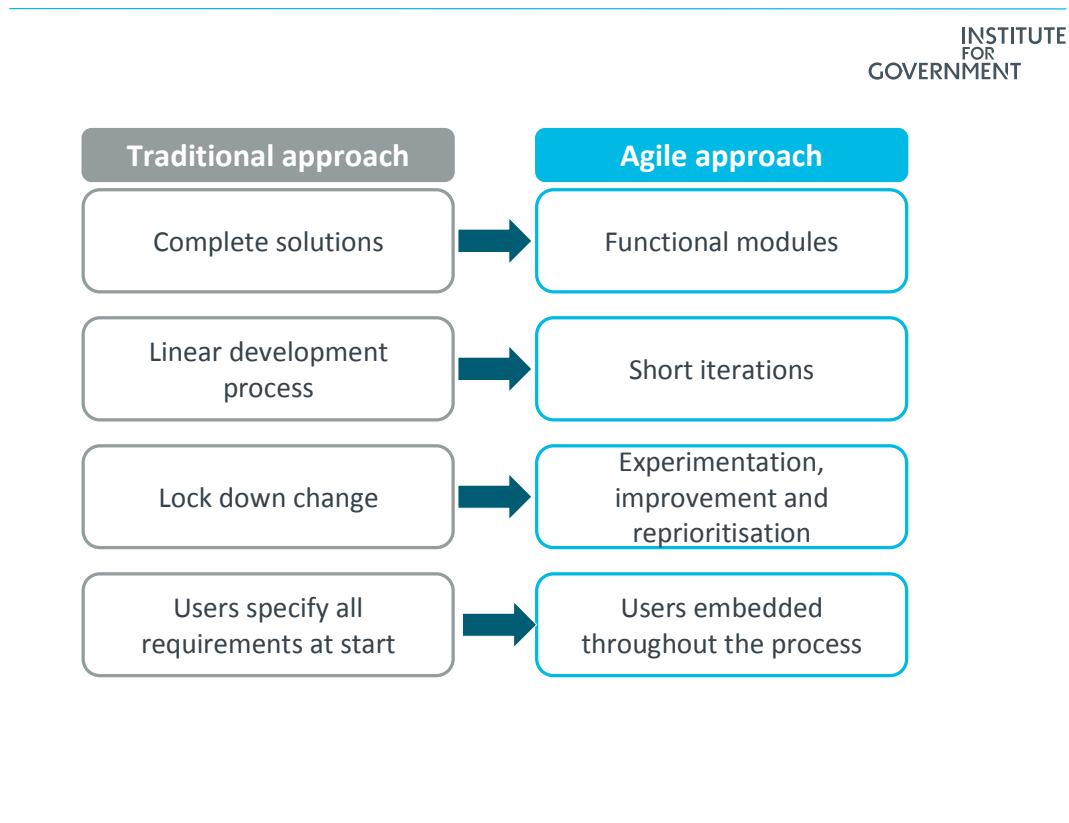 INSTITUTE
FOR
GOVERNMENT
Traditional approach
Agile approach
Complete solutions
Functional modules
Linear development
process
Short iterations
Lock down change
Experimentation,
improvement and
reprioritisation
Users specify all
requirements at start
Users embedded
throughout the process